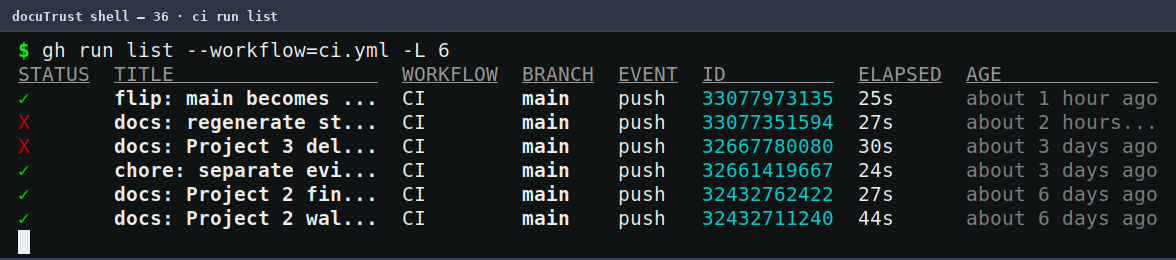 docuTrust shell — 36 · ci run list
$ gh run list --workflow=ci.yml -L 6
STATUS TITLE WORKFLOW BRANCH EVENT ID ELAPSED AGE
✓ flip: main becomes ... CI main push 33077973135 25s about 1 hour ago
X docs: regenerate st... CI main push 33077351594 27s about 2 hours...
X docs: Project 3 del... CI main push 32667780080 30s about 3 days ago
✓ chore: separate evi... CI main push 32661419667 24s about 3 days ago
✓ docs: Project 2 fin... CI main push 32432762422 27s about 6 days ago
✓ docs: Project 2 wal... CI main push 32432711240 44s about 6 days ago